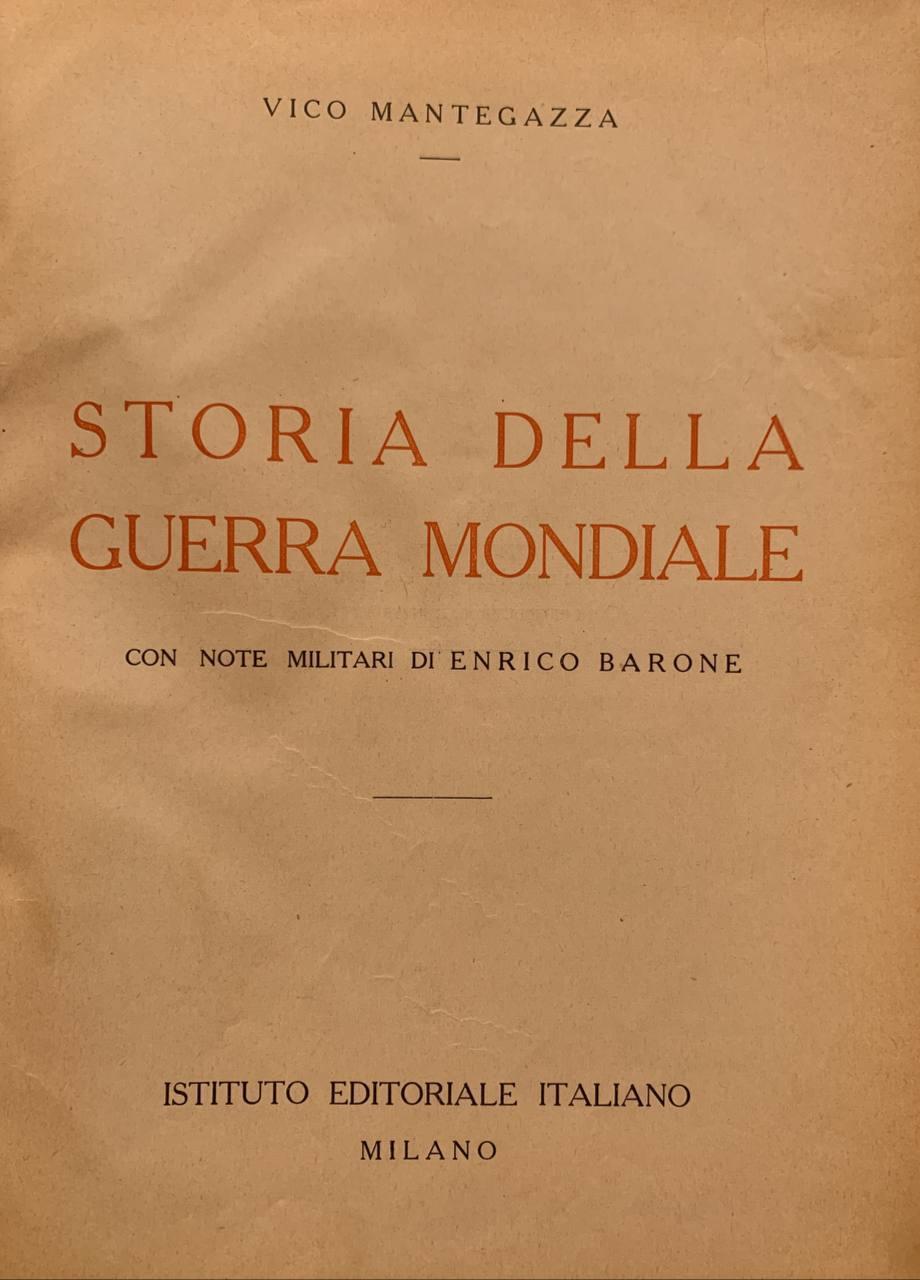 VICO MANTEGAZZA
STORIA DELLA
GUERRA MONDIALE
CON NOTE MILITARI DI ENRICO BARONE
ISTITUTO EDITORIALE ITALIANO
MILANO